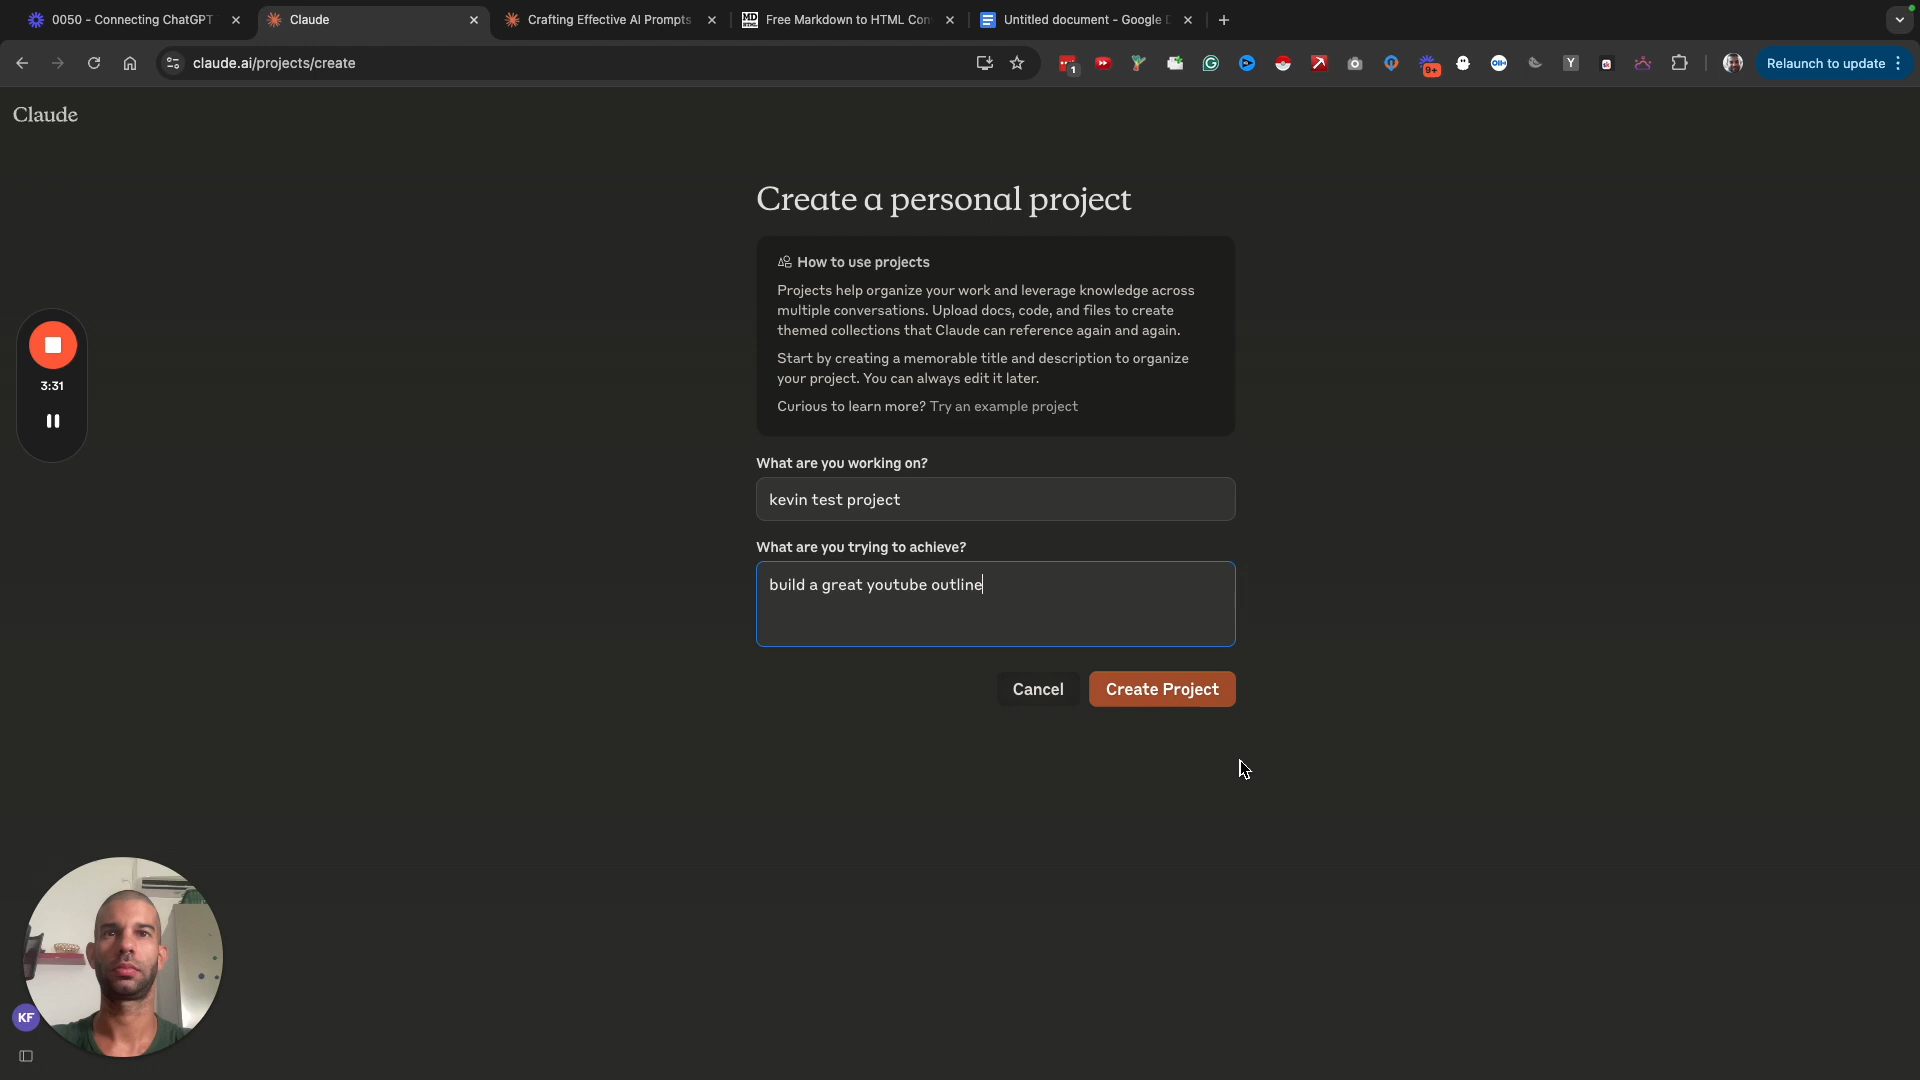 0050 - Connecting ChatGPT
Claude
Crafting Effective AI Prompts
Free Markdown to HTML Con
Untitled document - Google D
claude.ai/projects/create
1
9+
Y
Relaunch to update
Claude
Create a personal project
How to use projects
Projects help organize your work and leverage knowledge across
multiple conversations. Upload docs, code, and files to create
themed collections that Claude can reference again and again.
Start by creating a memorable title and description to organize
your project. You can always edit it later.
Curious to learn more? Try an example project
3:31
What are you working on?
kevin test project
What are you trying to achieve?
build a great youtube outline
Cancel
Create Project
KF